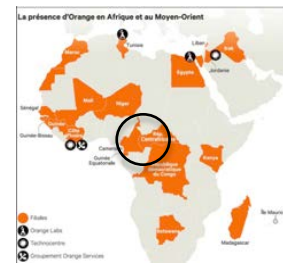 La présence d'Orange en Afrique et au Moyen-Orient
Tunisie
Liban
Irak
Maroc
Jordanie
Egypte
Mali
Niger
Sénégal
Guinée
Guinée-Bissau
Côte
Rép.
Centrafricaine
Cameroun
Guinée
Equatoriale
République
démocratique
du Congo
Kenya
Botswana
Madagascar
Île Maurice
Filiales
Orange Labs
Technocentre
Groupement Orange Services